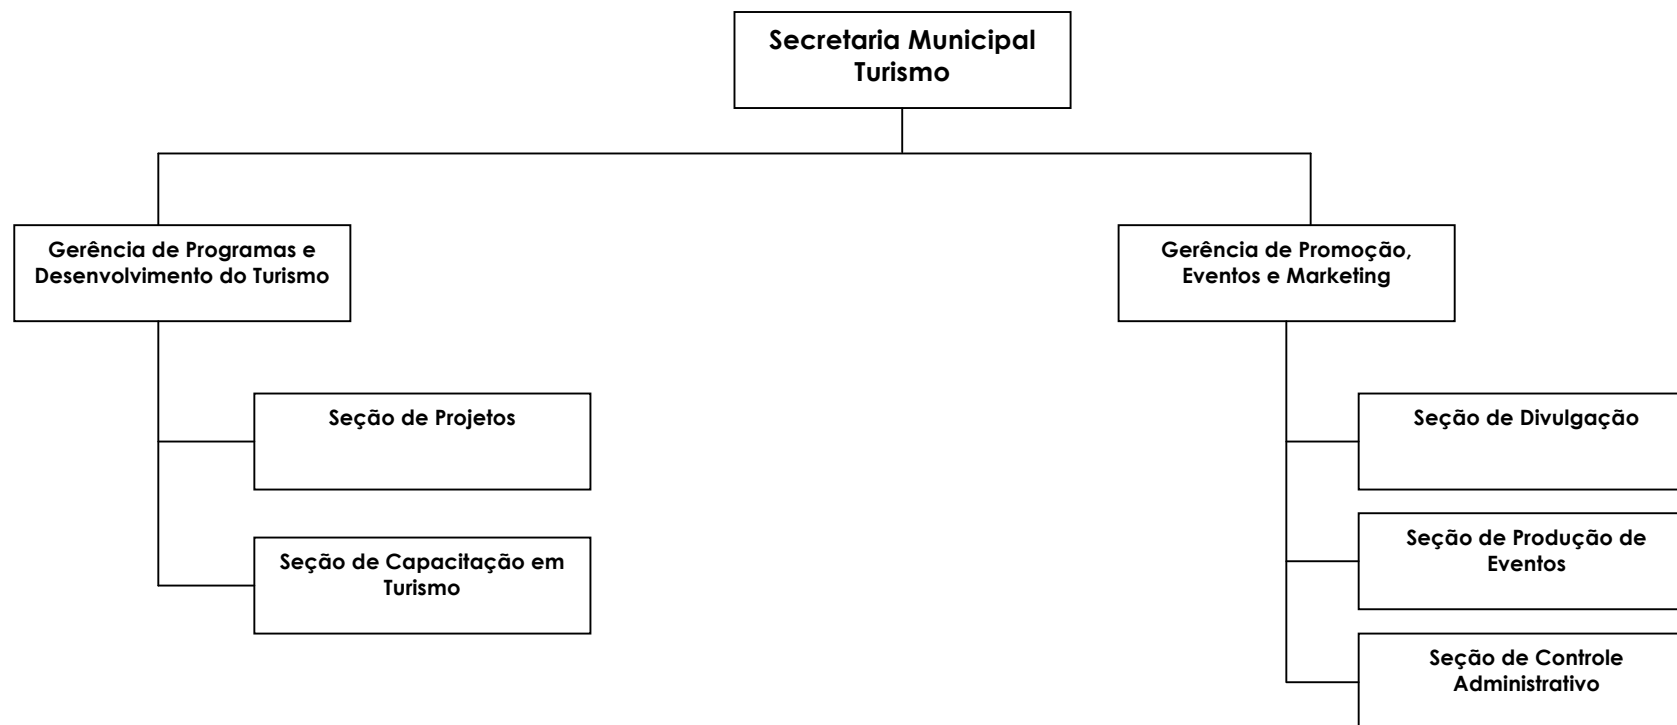 Secretaria Municipal
Turismo
Gerência de Programas e
Desenvolvimento do Turismo
Gerência de Promoção,
Eventos e Marketing
Seção de Projetos
Seção de Capacitação em
Turismo
Seção de Divulgação
Seção de Produção de
Eventos
Seção de Controle
Administrativo